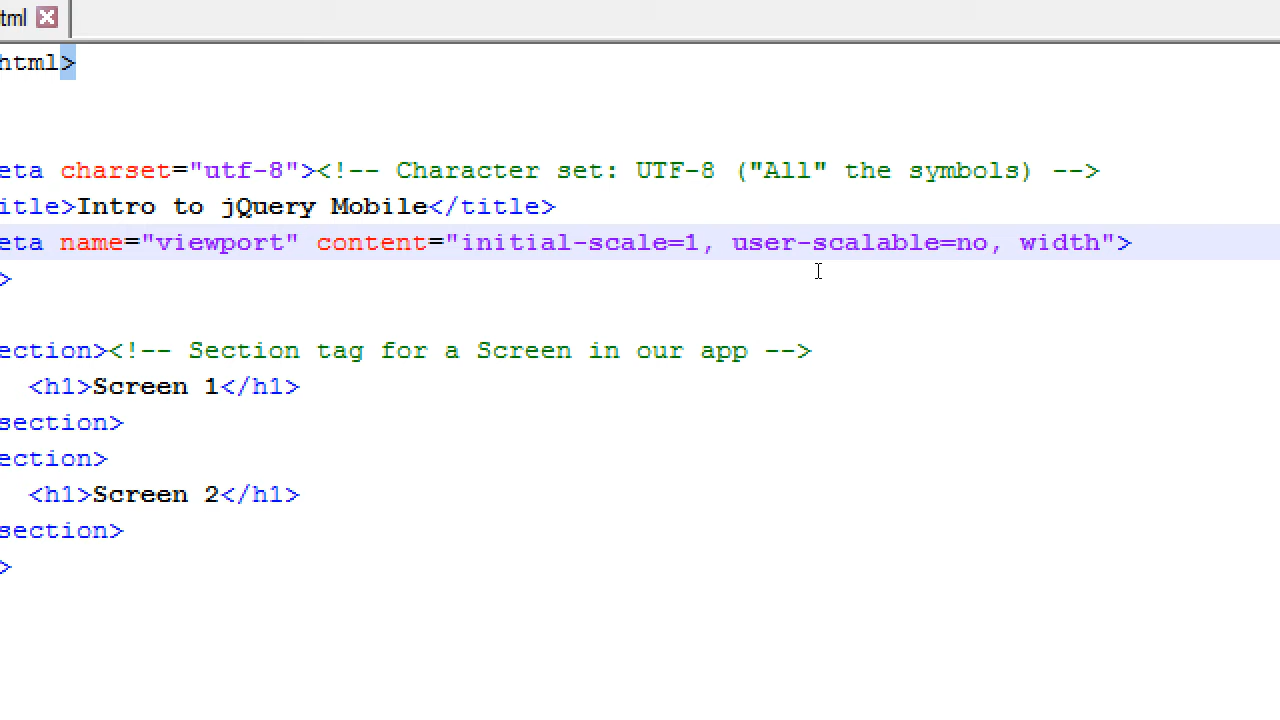 tml
html>
eta charset="utf-8"><!-- Character set: UTF-8 ("All" the symbols) -->
itle>Intro to jQuery Mobile</title>
eta name="viewport" content="initial-scale=1, user-scalable=no, width">
>
ection><!-- Section tag for a Screen in our app -->
<h1>Screen 1</h1>
section>
ection>
<h1>Screen 2</h1>
section>
>